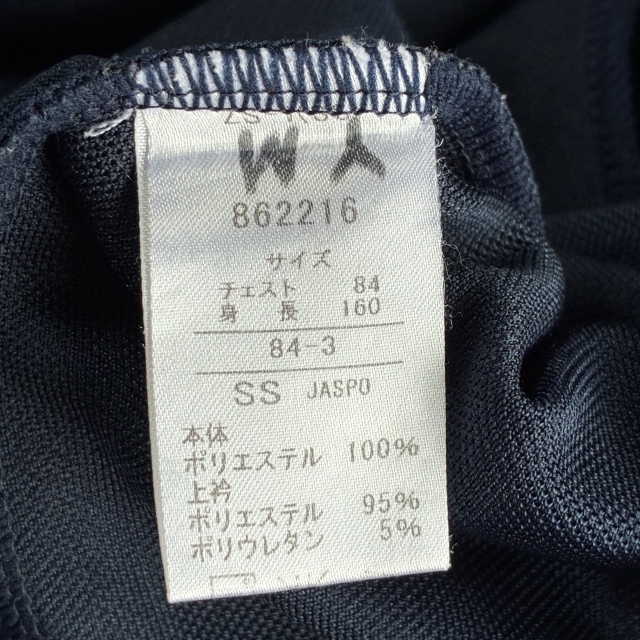 862216
サイズ
チェスト 84
身 長 160
84-3
SS JASPO
本体
ポリエステル 100%
上衿
ポリエステル 95%
ポリウレタン 5%